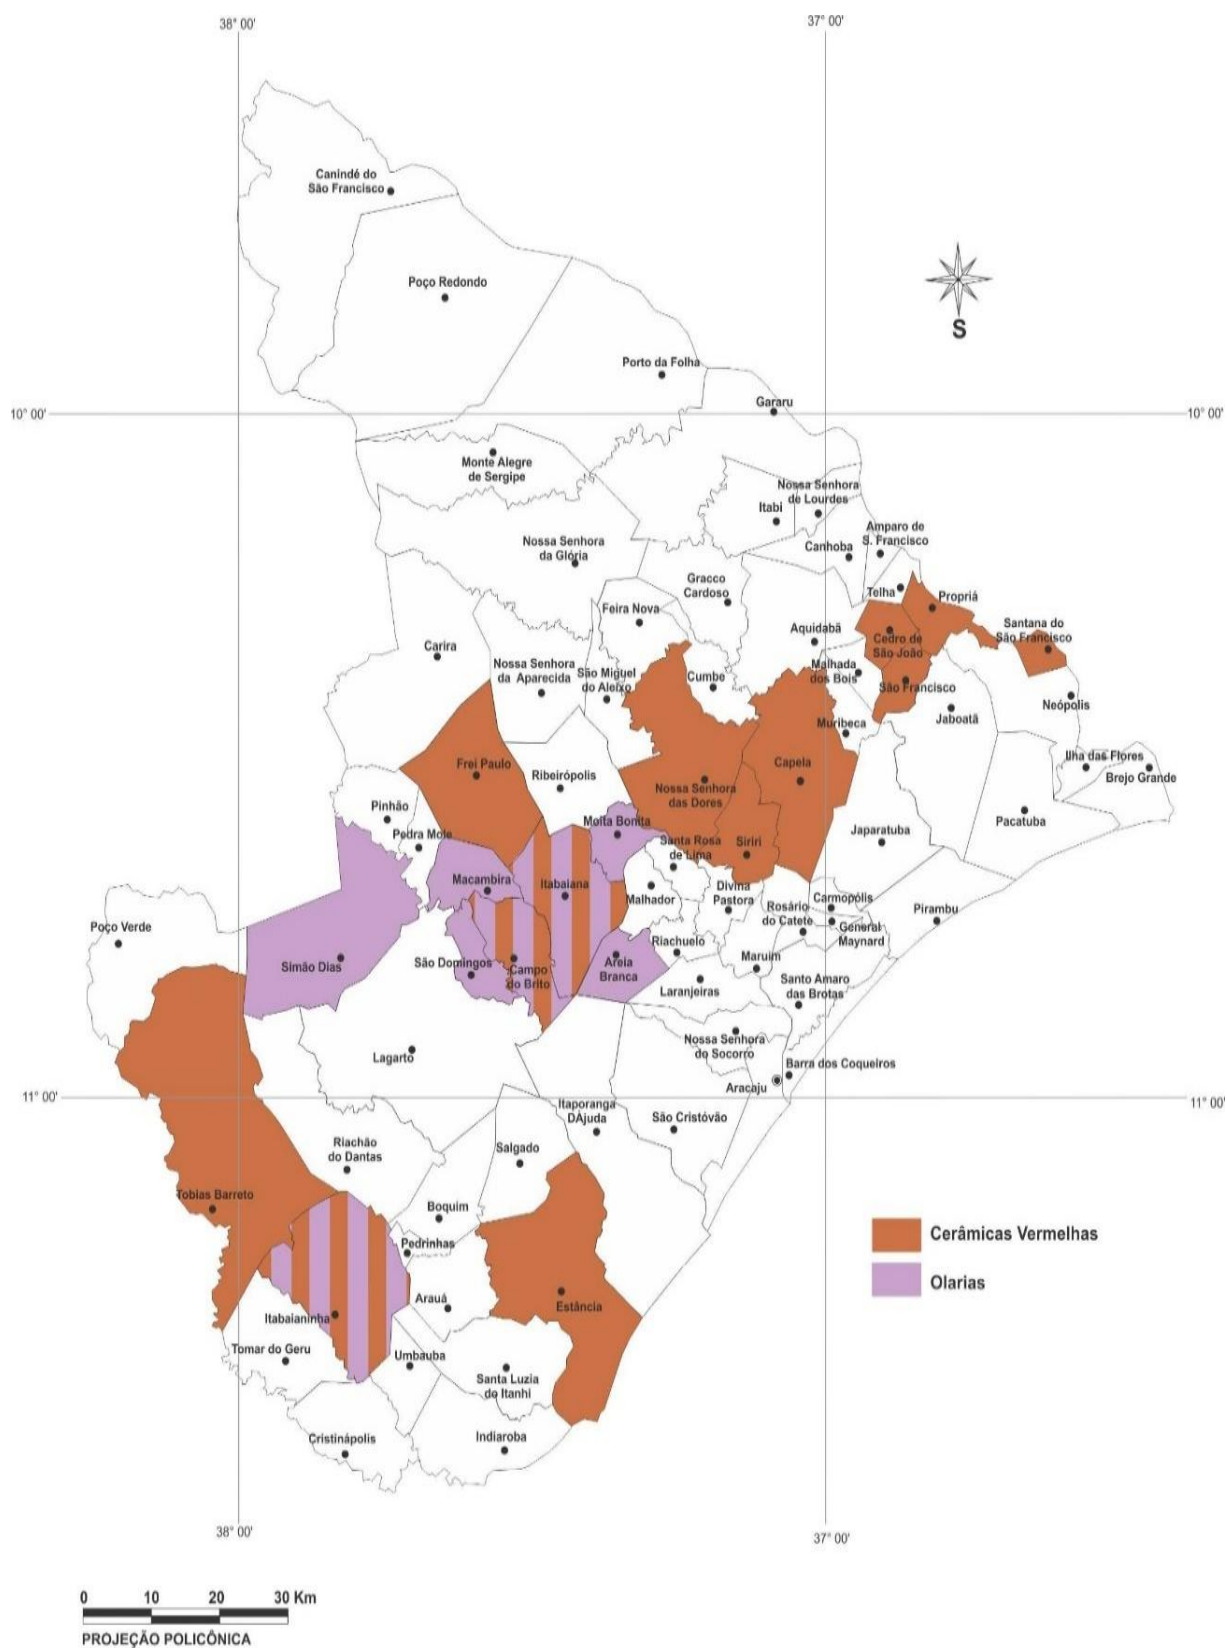 38° 00'
37° 00'
Canindé do
São Francisco
Poço Redondo
S
Porto da Folha
Gararu
10° 00'
10° 00'
Monte Alegre
de Sergipe
Nossa Senhora
de Lourdes
Itabi
Amparo de
S. Francisco
Nossa Senhora
da Glória
Canhoba
Gracco
Cardoso
Telha
Propriá
Feira Nova
Santana do
São Francisco
Aquidabã
Cedro de
São João
Carira
Nossa Senhora
da Aparecida
São Miguel
do Aleixo
Cumbe
Malhada
dos Bois
São Francisco
Neópolis
Jaboatã
Muribeca
Frei Paulo
Ribeirópolis
Nossa Senhora
das Dores
Capela
Ilha das Flores
Brejo Grande
Pinhão
Moita Bonita
Pacatuba
Pedra Mole
Santa Rosa
de Lima
Siriri
Japaratuba
Macambira
Itabaiana
Malhador
Divina
Pastora
Rosário
do Catete
Carmopólis
General
Maynard
Pirambu
Poço Verde
Simão Dias
São Domingos
Campo
do Brito
Areia
Branca
Riachuelo
Maruim
Laranjeiras
Santo Amaro
das Brotas
Lagarto
Nossa Senhora
do Socorro
Barra dos Coqueiros
Aracaju
11° 00'
11° 00'
Itaporanga
DÀjuda
São Cristóvão
Riachão
do Dantas
Salgado
Tobias Barreto
Boquim
Pedrinhas
Cerâmicas Vermelhas
Olarias
Arauá
Estância
Itabaianinha
Tomar do Geru
Umbauba
Santa Luzia
do Itanhi
Cristinápolis
Indiaroba
38° 00'
37° 00'
0 10 20 30 Km
PROJEÇÃO POLICÔNICA